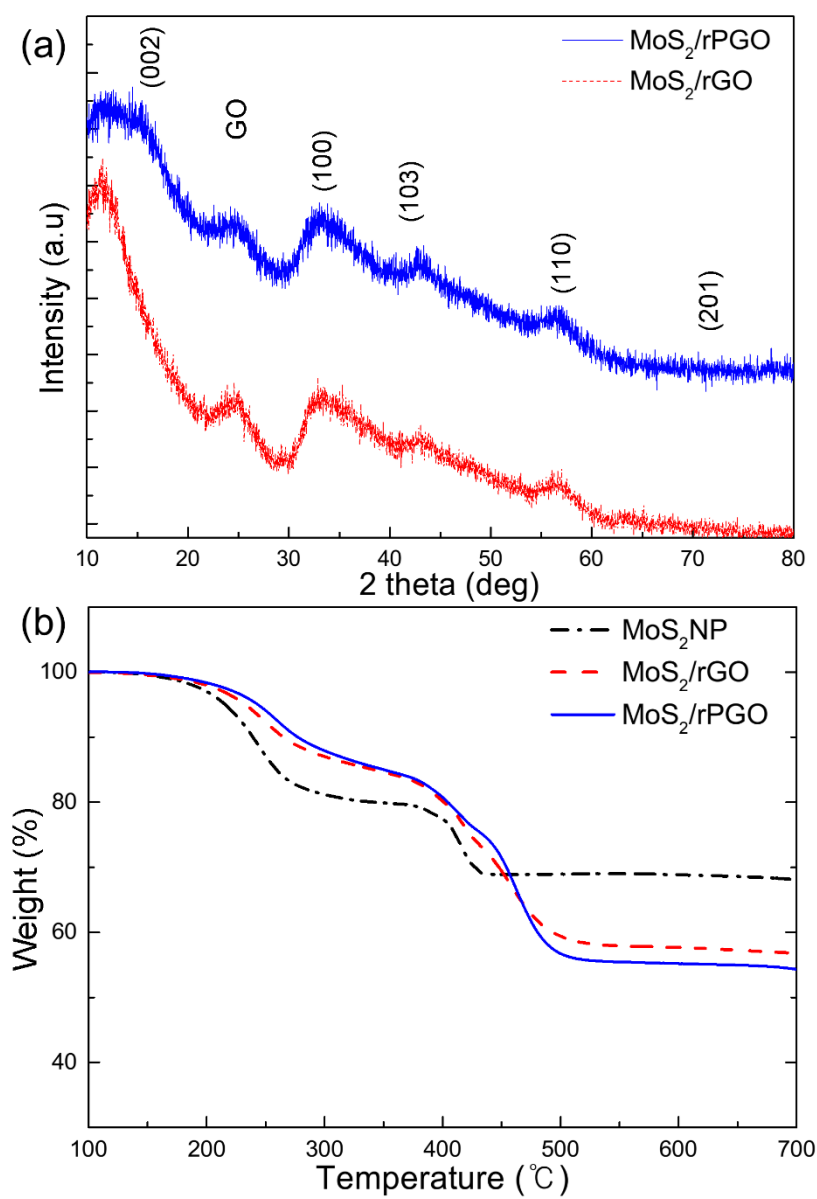 (a)
MoS2/rPGO
MoS2/rGO
(002)
GO
(100)
(103)
(110)
(201)
Intensity (a.u)
10 20 30 40 50 60 70 80
2 theta (deg)
(b)
MoS2NP
MoS2/rGO
MoS2/rPGO
100
80
60
40
Weight (%)
100 200 300 400 500 600 700
Temperature (℃)